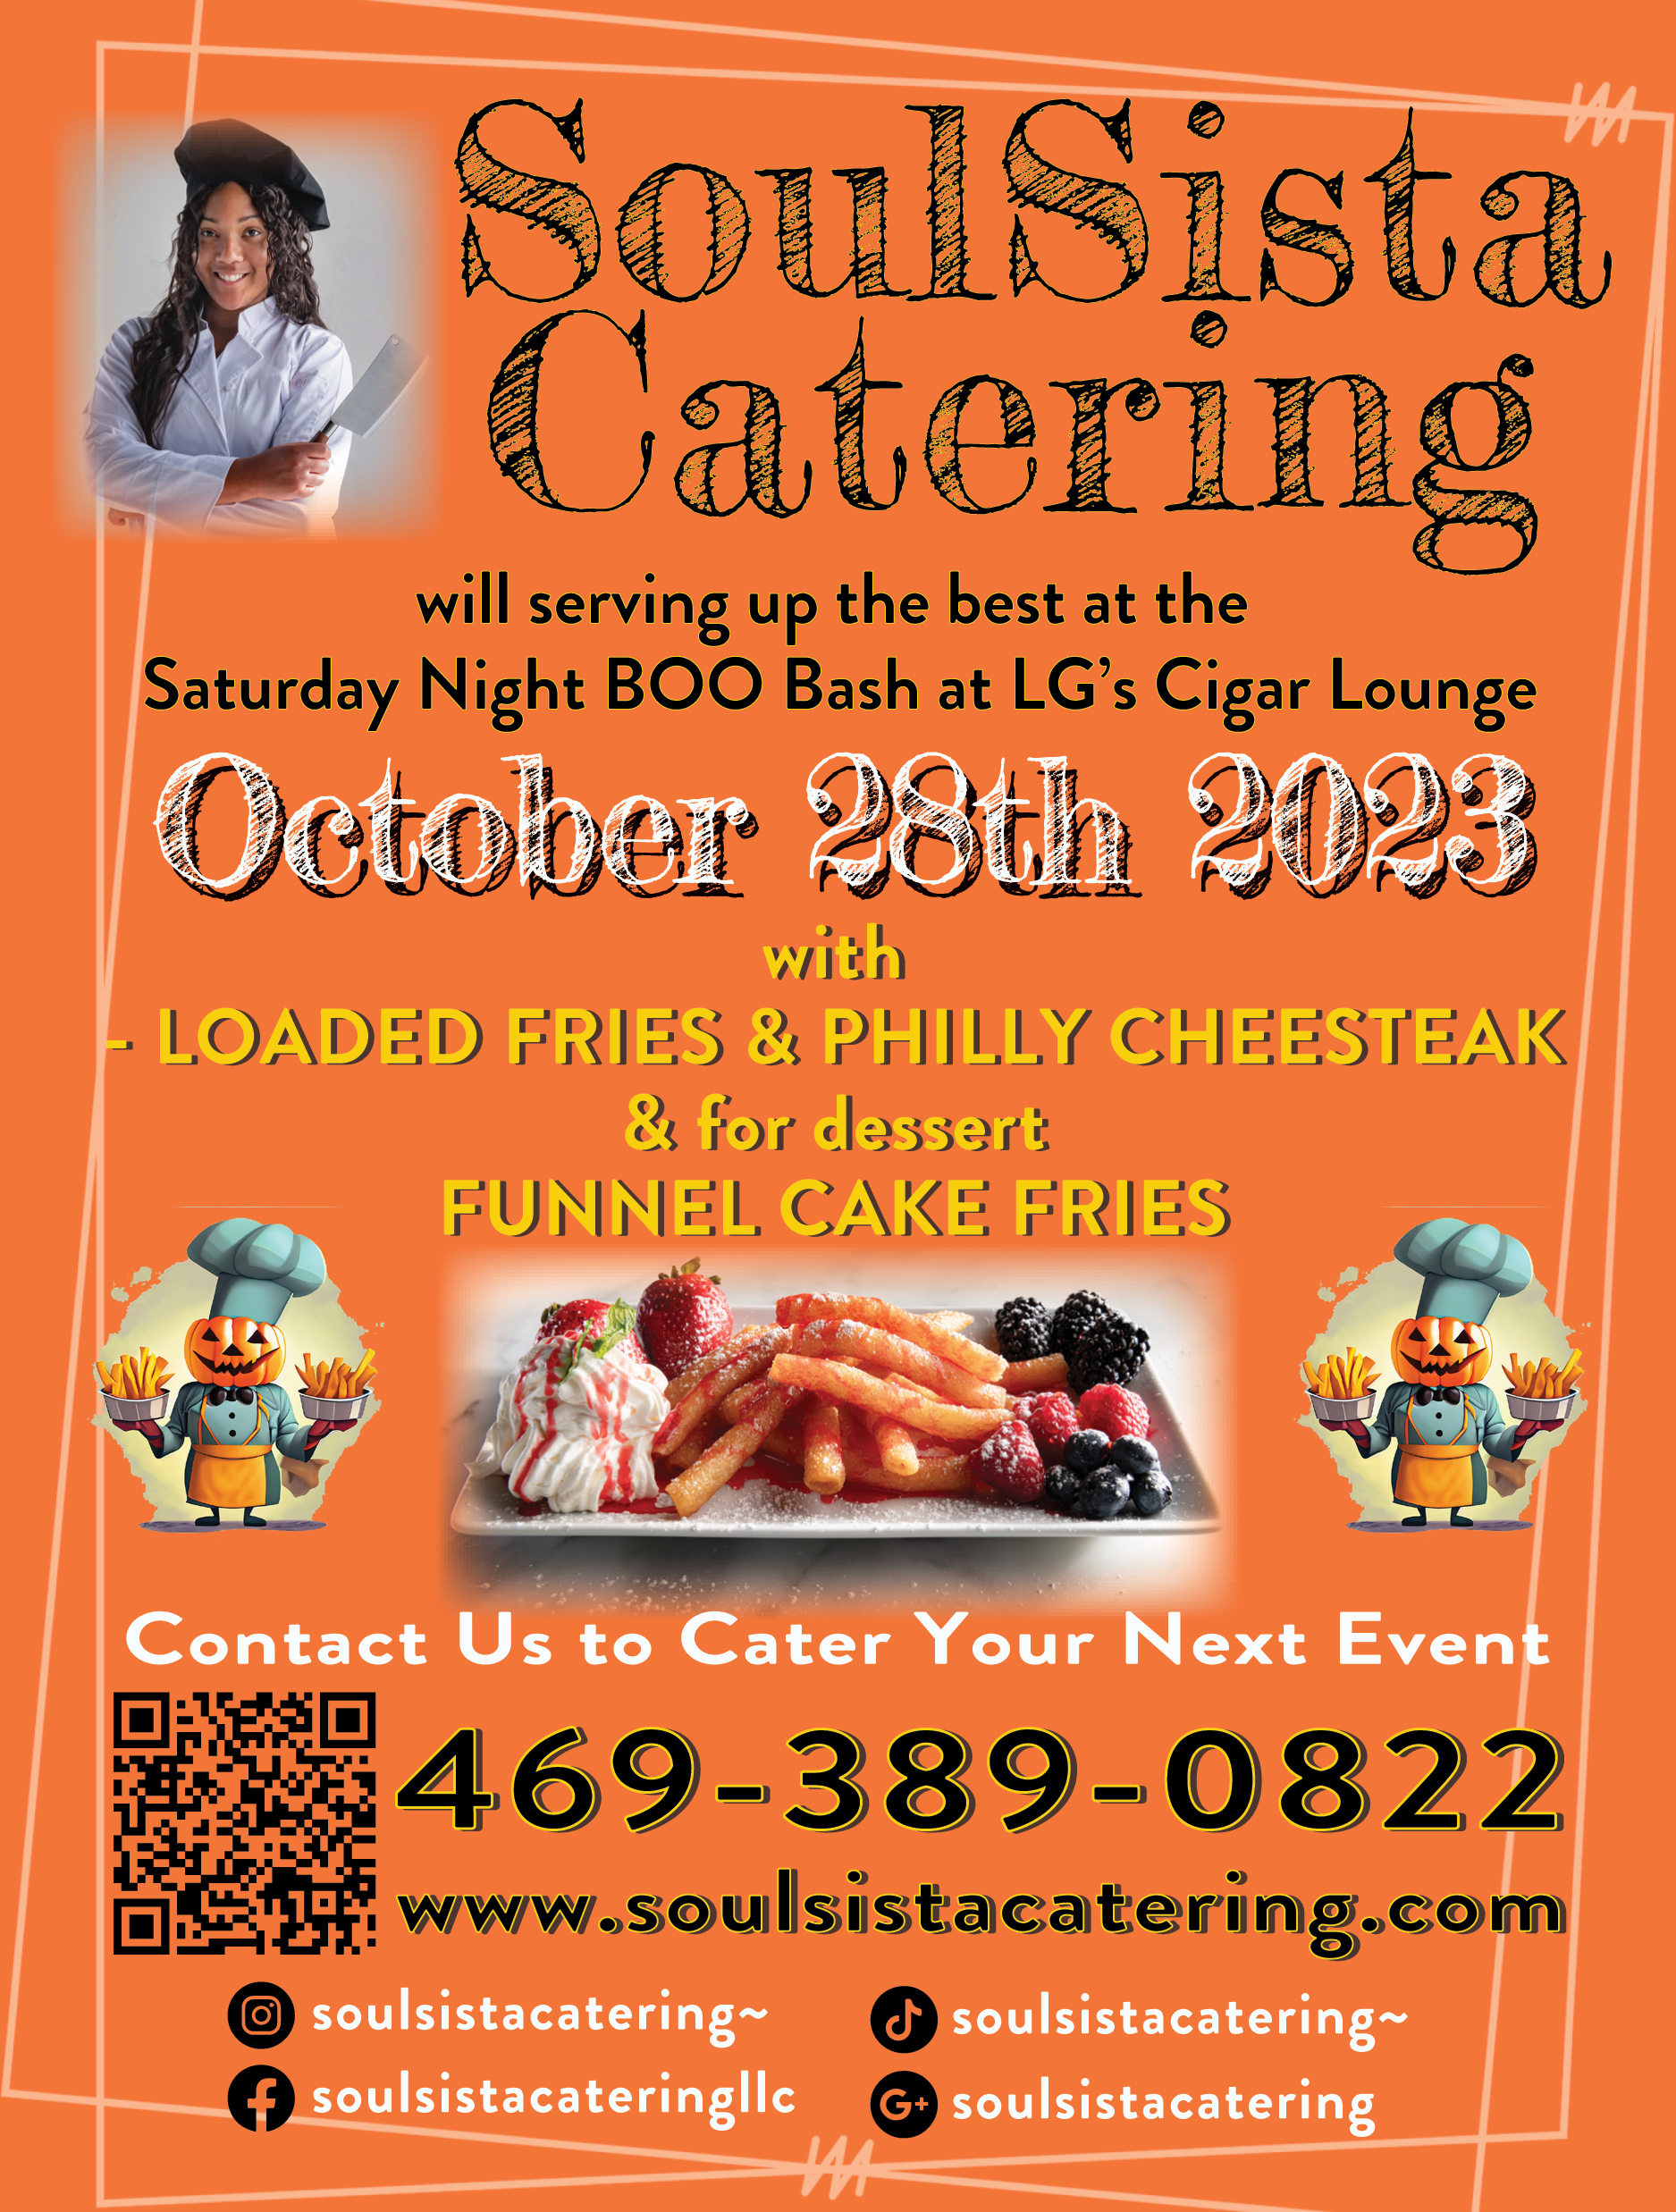 SoulSista
Catering
will serving up the best at the
Saturday Night BOO Bash at LG's Cigar Lounge
October 28th 2023
with
- LOADED FRIES & PHILLY CHEESTEAK
& for dessert
FUNNEL CAKE FRIES
Contact Us to Cater Your Next Event
469-389-0822
www.soulsistacatering.com
soulsistacatering~
soulsistacatering~
soulsistacateringllc
G+ soulsistacatering